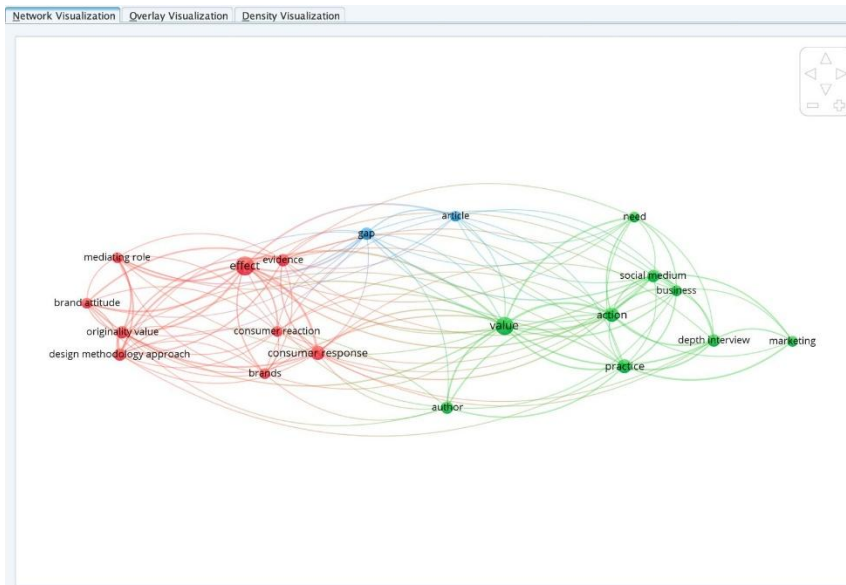 Network Visualization Overlay Visualization Density Visualization
article
need
gap
mediating role
evidence
effect
social medium
brand attitude
business
action
value
originality value
consumer reaction
depth interview
marketing
design methodology approach
consumer response
practice
brands
author